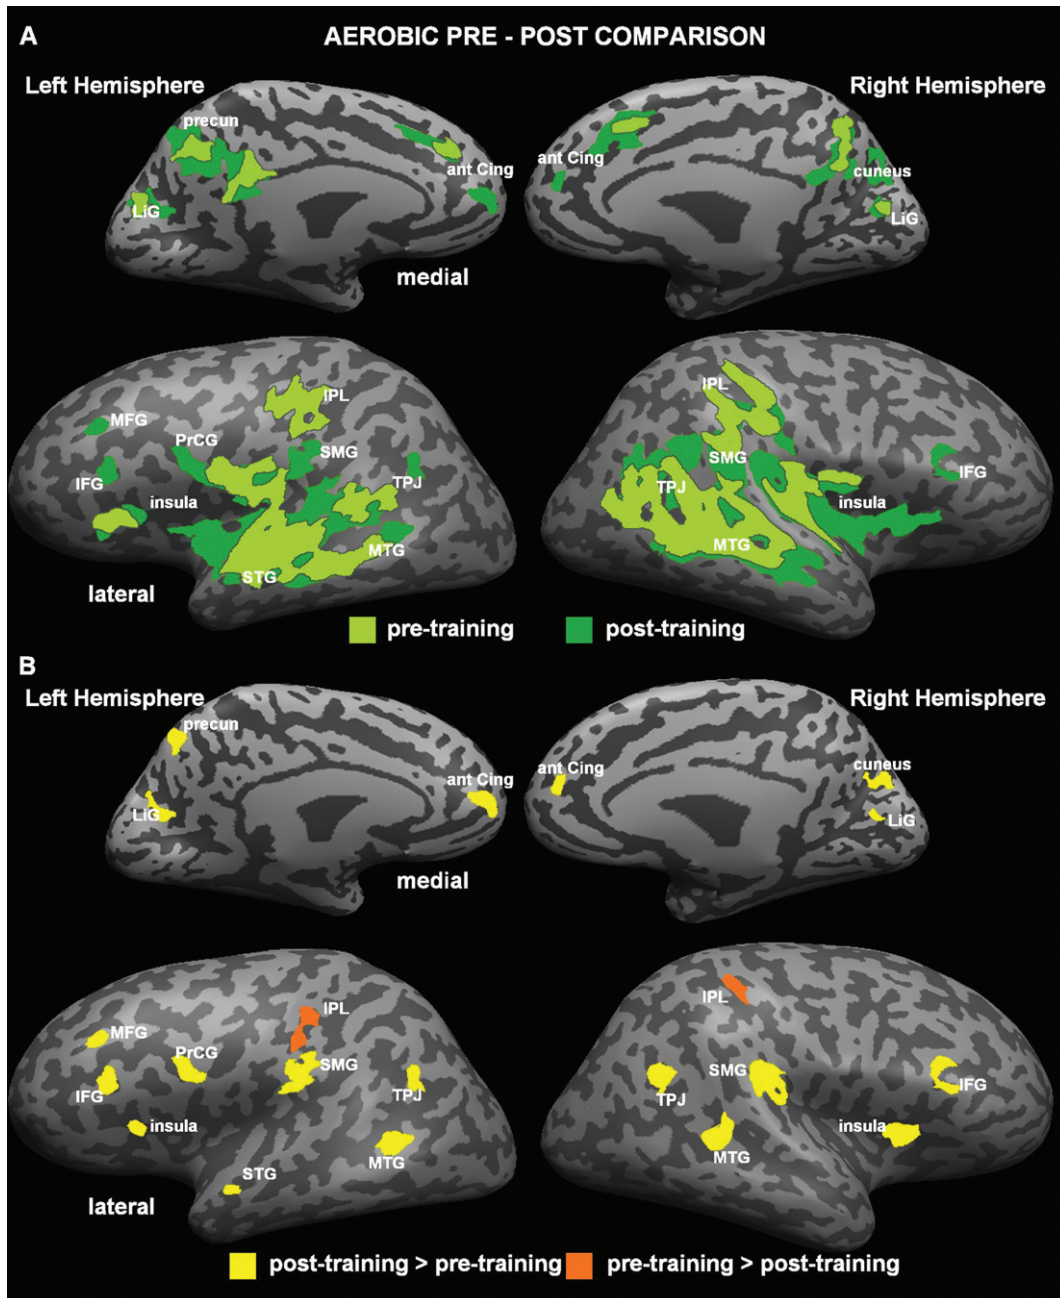 A
AEROBIC PRE - POST COMPARISON
Left Hemisphere
Right Hemisphere
precun
ant Cing
LiG
ant Cing
cuneus
LiG
medial
IPL
MFG
PrCG
SMG
IFG
TPJ
insula
MTG
STG
IPL
SMG
IFG
TPJ
insula
MTG
lateral
pre-training
post-training
B
Left Hemisphere
Right Hemisphere
precun
ant Cing
LiG
ant Cing
cuneus
LiG
medial
IPL
MFG
PrCG
SMG
IFG
TPJ
insula
MTG
STG
IPL
SMG
IFG
TPJ
insula
MTG
lateral
post-training > pre-training
pre-training > post-training